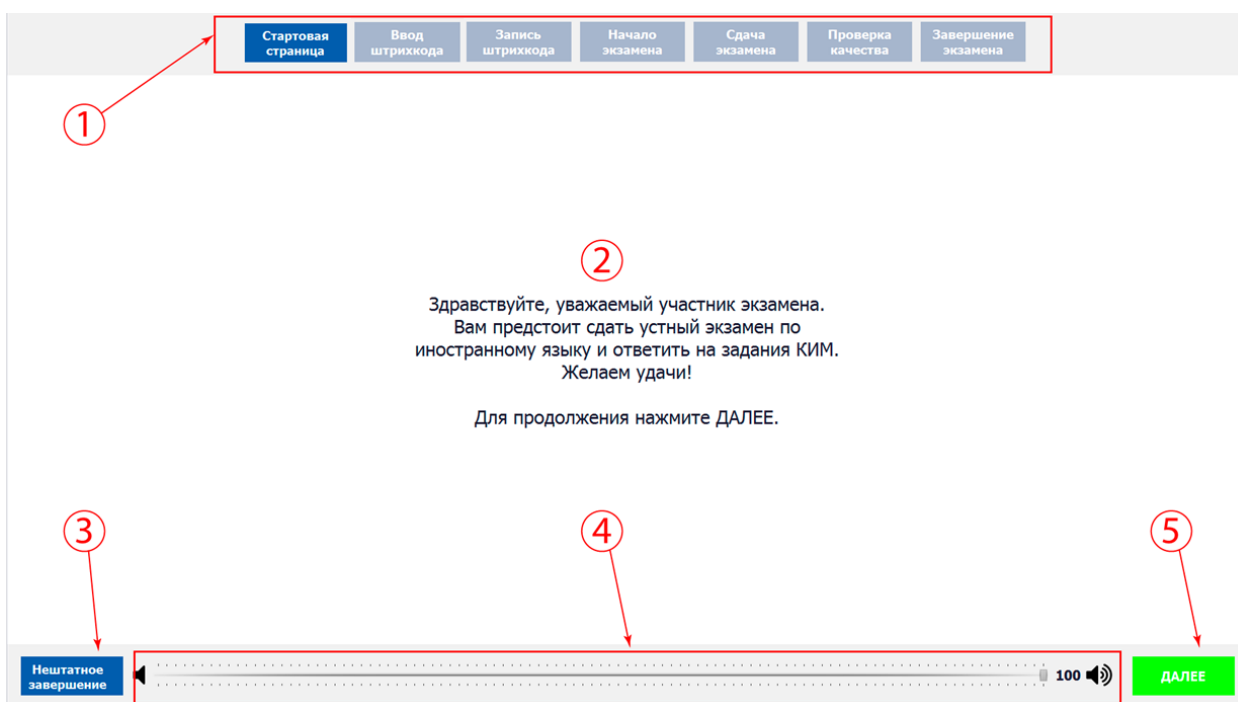 Стартовая страница
Ввод штрихкода
Запись штрихкода
Начало экзамена
Сдача экзамена
Проверка качества
Завершение экзамена
1
2
Здравствуйте, уважаемый участник экзамена.
Вам предстоит сдать устный экзамен по
иностранному языку и ответить на задания КИМ.
Желаем удачи!
Для продолжения нажмите ДАЛЕЕ.
3
4
5
Нештатное
завершение
100
ДАЛЕЕ